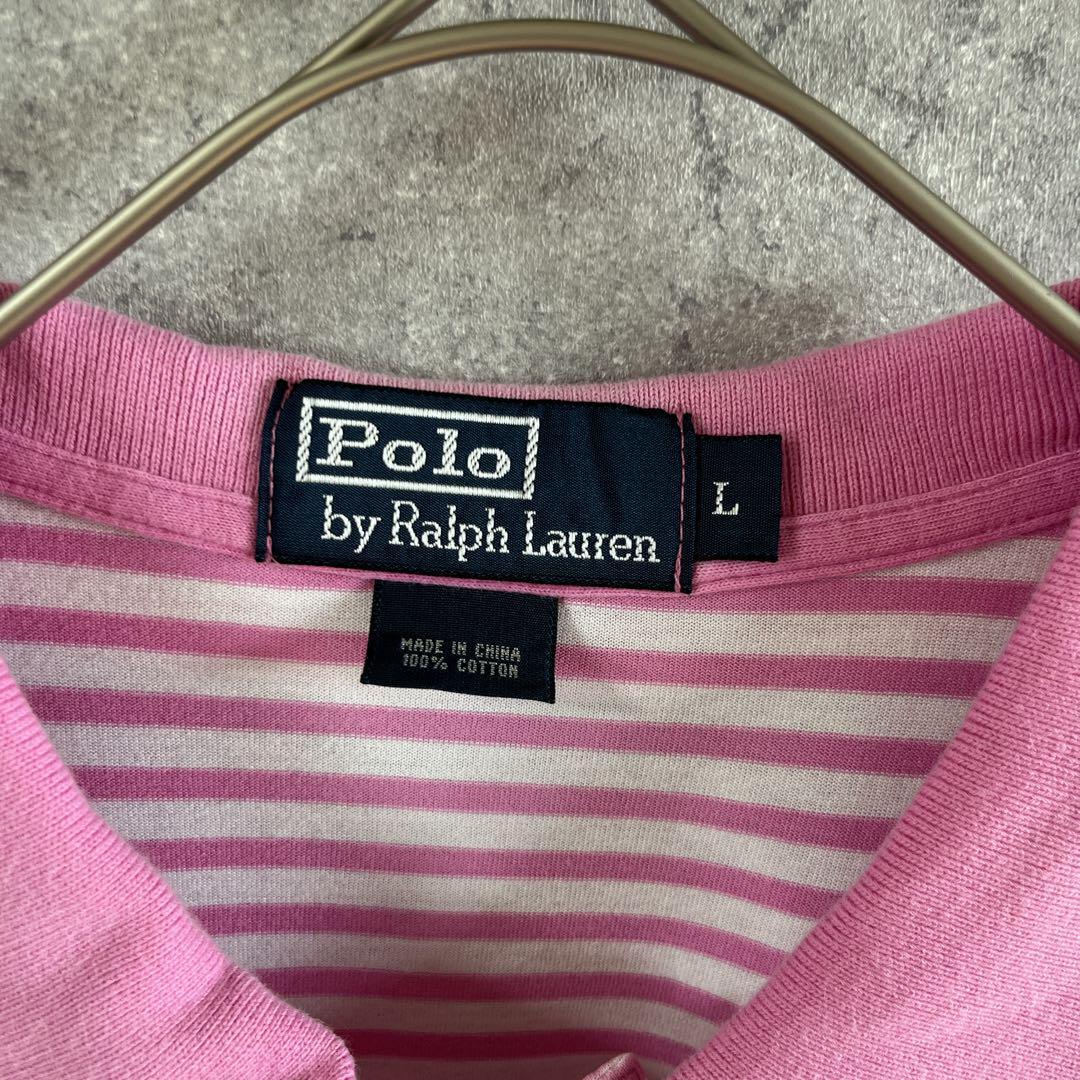 Polo
by Ralph Lauren
L
MADE IN CHINA
100% COTTON